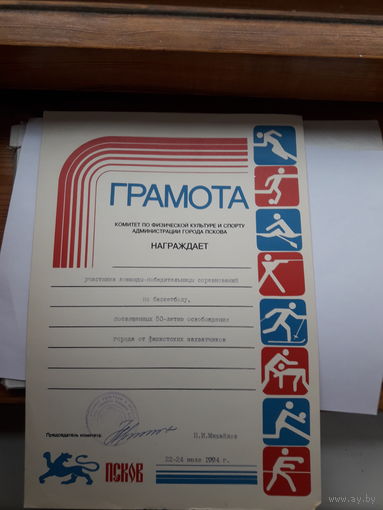 ГРАМОТА
КОМИТЕТ ПО ФИЗИЧЕСКОЙ КУЛЬТУРЕ И СПОРТУ
АДМИНИСТРАЦИИ ГОРОДА ПСКОВА
НАГРАЖДАЕТ
участника команды-победительницы соревнований
по баскетболу,
посвященных 50-летию освобождения
города от фашистских захватчиков
Председатель комитета
П.И.Михайлов
22-24 июля 1994 г.
ПСКОВ
www.ay.by